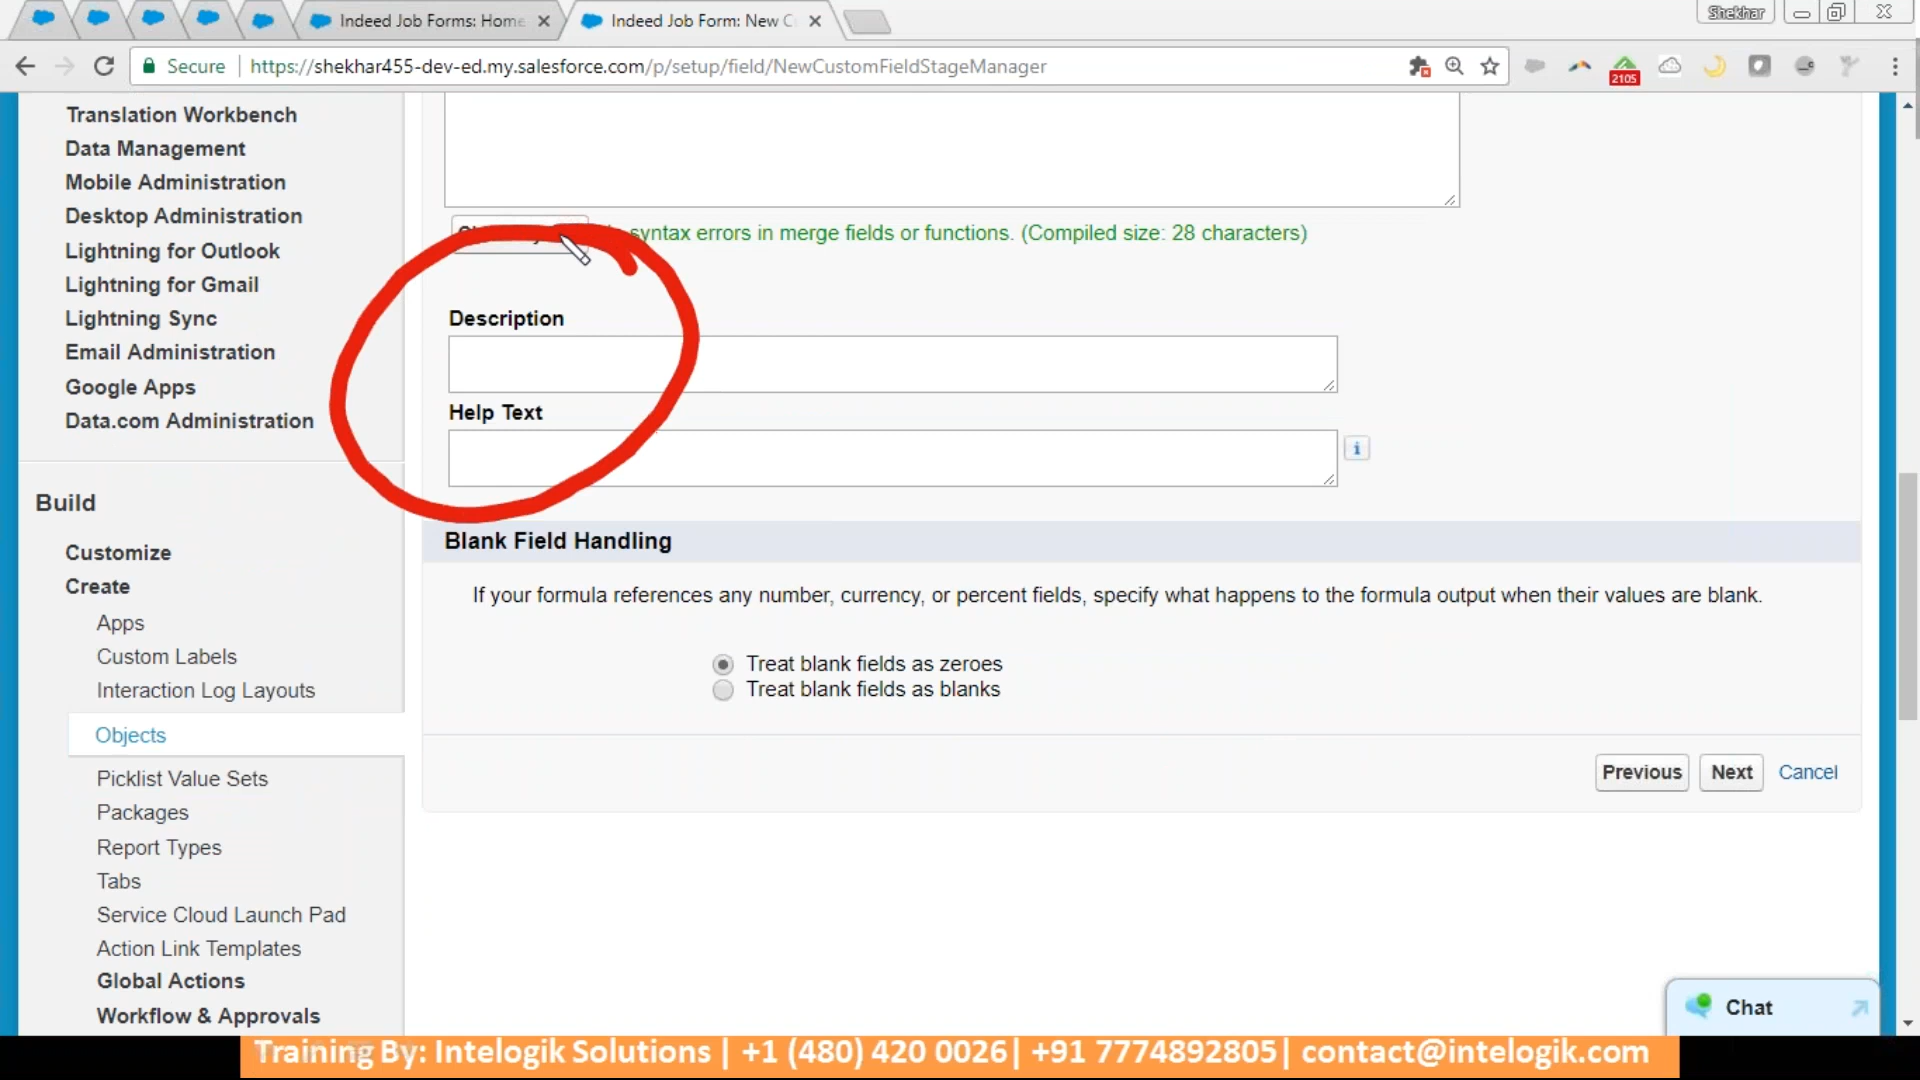 Indeed Job Forms: Home
Indeed Job Form: New C
Shekhar
Secure
https://shekhar455-dev-ed.my.salesforce.com/p/setup/field/NewCustomFieldStageManager
2105
Translation Workbench
Data Management
Mobile Administration
Desktop Administration
Lightning for Outlook
Lightning for Gmail
Lightning Sync
Email Administration
Google Apps
Data.com Administration
Build
Customize
Create
Apps
Custom Labels
Interaction Log Layouts
Objects
Picklist Value Sets
Packages
Report Types
Tabs
Service Cloud Launch Pad
Action Link Templates
Global Actions
Workflow & Approvals
syntax errors in merge fields or functions. (Compiled size: 28 characters)
Description
Help Text
Blank Field Handling
If your formula references any number, currency, or percent fields, specify what happens to the formula output when their values are blank.
Treat blank fields as zeroes
Treat blank fields as blanks
Previous
Next
Cancel
Chat
Training By: Intelogik Solutions | +1 (480) 420 0026| +91 7774892805| contact@intelogik.com